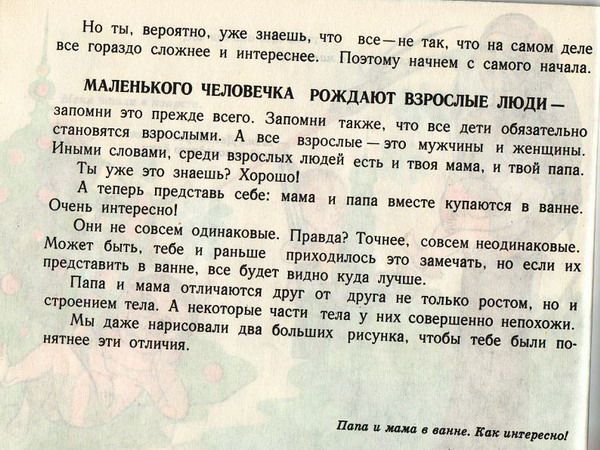 Но ты, вероятно, уже знаешь, что все — не так, что на самом деле
все гораздо сложнее и интереснее. Поэтому начнем с самого начала.
МАЛЕНЬКОГО ЧЕЛОВЕЧКА РОЖДАЮТ ВЗРОСЛЫЕ ЛЮДИ —
запомни это прежде всего. Запомни также, что все дети обязательно
становятся взрослыми. А все взрослые — это мужчины и женщины.
Иными словами, среди взрослых людей есть и твоя мама, и твой папа.
Ты уже это знаешь? Хорошо!
А теперь представь себе: мама и папа вместе купаются в ванне.
Очень интересно!
Они не совсем одинаковые. Правда? Точнее, совсем неодинаковые.
Может быть, тебе и раньше приходилось это замечать, но если их
представить в ванне, все будет видно куда лучше.
Папа и мама отличаются друг от друга не только ростом, но и
строением тела. А некоторые части тела у них совершенно непохожи.
Мы даже нарисовали два больших рисунка, чтобы тебе были по-
нятнее эти отличия.
Папа и мама в ванне. Как интересно!